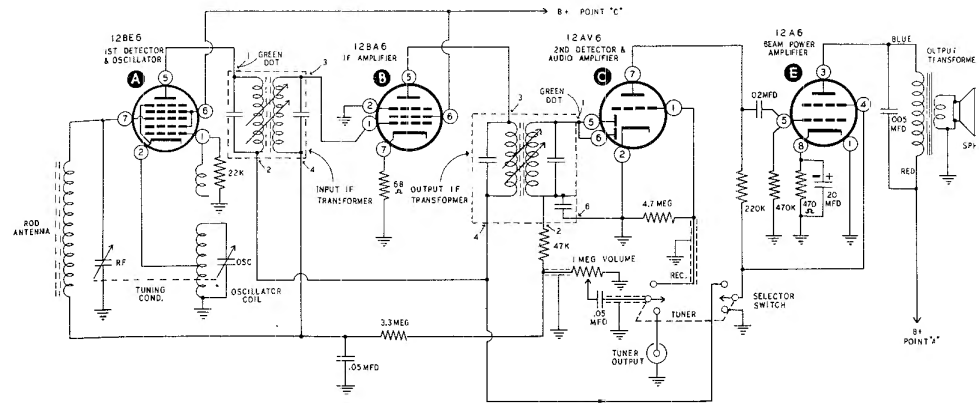 B+ POINT "C"
12BE6
1ST DETECTOR
& OSCILLATOR
A
5
7
6
1
2
22K
1
GREEN
DOT
3
2
4
INPUT IF
TRANSFORMER
12BA6
IF AMPLIFIER
B
5
2
1
6
7
68
Ω
OUTPUT IF
TRANSFORMER
3
4
GREEN
DOT
1
6
2
12AV6
2ND DETECTOR &
AUDIO AMPLIFIER
C
7
5
6
1
2
4.7 MEG
47K
1 MEG VOLUME
.05
MFD
REC.
TUNER
TUNER
OUTPUT
SELECTOR
SWITCH
12A6
BEAM POWER
AMPLIFIER
E
3
4
5
8
1
.02MFD
220K
470K
470
Ω
20
MFD
BLUE
.005
MFD
RED
OUTPUT
TRANSFORME
SPK
B+
POINT "A"
ROD
ANTENNA
RF
TUNING
COND.
OSC
OSCILLATOR
COIL
3.3 MEG
.05MFD